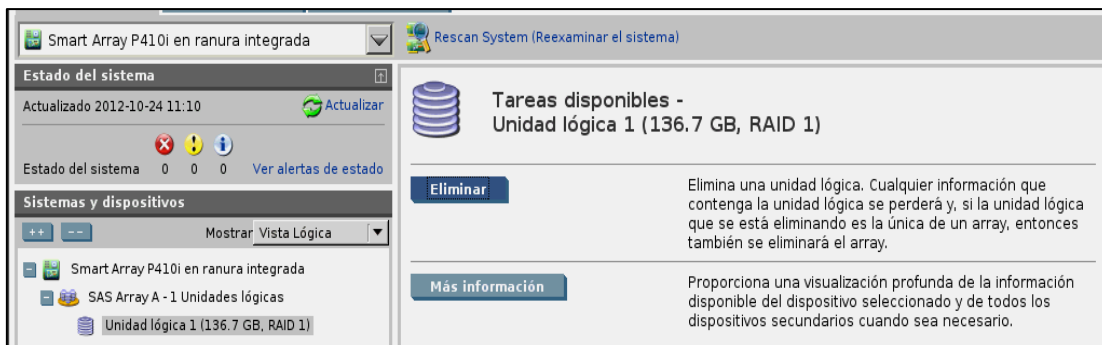 Smart Array P410i en ranura integrada
Rescan System (Reexaminar el sistema)
Estado del sistema
Actualizado 2012-10-24 11:10
Actualizar
Estado del sistema 0 0 0 Ver alertas de estado
Sistemas y dispositivos
++ -- Mostrar Vista Lógica
Smart Array P410i en ranura integrada
SAS Array A - 1 Unidades lógicas
Unidad lógica 1 (136.7 GB, RAID 1)
Tareas disponibles -
Unidad lógica 1 (136.7 GB, RAID 1)
Eliminar
Elimina una unidad lógica. Cualquier información que
contenga la unidad lógica se perderá y, si la unidad lógica
que se está eliminando es la única de un array, entonces
también se eliminará el array.
Más información
Proporciona una visualización profunda de la información
disponible del dispositivo seleccionado y de todos los
dispositivos secundarios cuando sea necesario.